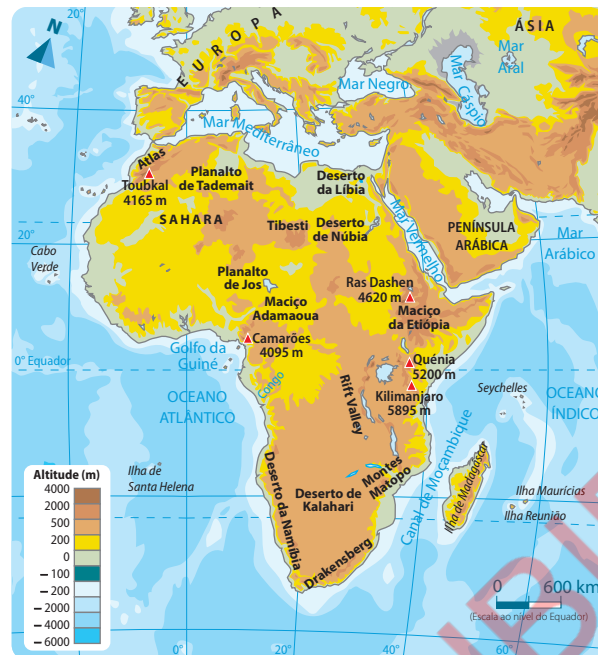 N
EUROPA
ÁSIA
Mar
Aral
Mar Cáspio
Mar Negro
20°
40°
Mar Mediterrâneo
Atlas
Toubkal
4165 m
Planalto
de Tademait
Deserto
da Líbia
SAHARA
Tibesti
Deserto
de Núbia
Mar Vermelho
PENÍNSULA
ARÁBICA
Mar
Arábico
20°
Cabo
Verde
Planalto
de Jos
Ras Dashen
4620 m
Maciço
Adamaoua
Maciço
da Etiópia
Camarões
4095 m
Golfo da
Guiné
0° Equador
Quénia
5200 m
Kilimanjaro
5895 m
Seychelles
OCEANO
ATLÂNTICO
Congo
Rift Valley
OCEANO
ÍNDICO
Canal de Moçambique
Ilha de Madagáscar
Montes
Matopo
Ilha de
Santa Helena
Deserto da Namíbia
Deserto de
Kalahari
Ilha Maurícias
Ilha Reunião
Drakensberg
Altitude (m)
4000
2000
500
200
0
– 100
– 200
– 2000
– 4000
– 6000
0 600 km
(Escala ao nível do Equador)
20°
0°
20°
40°
60°